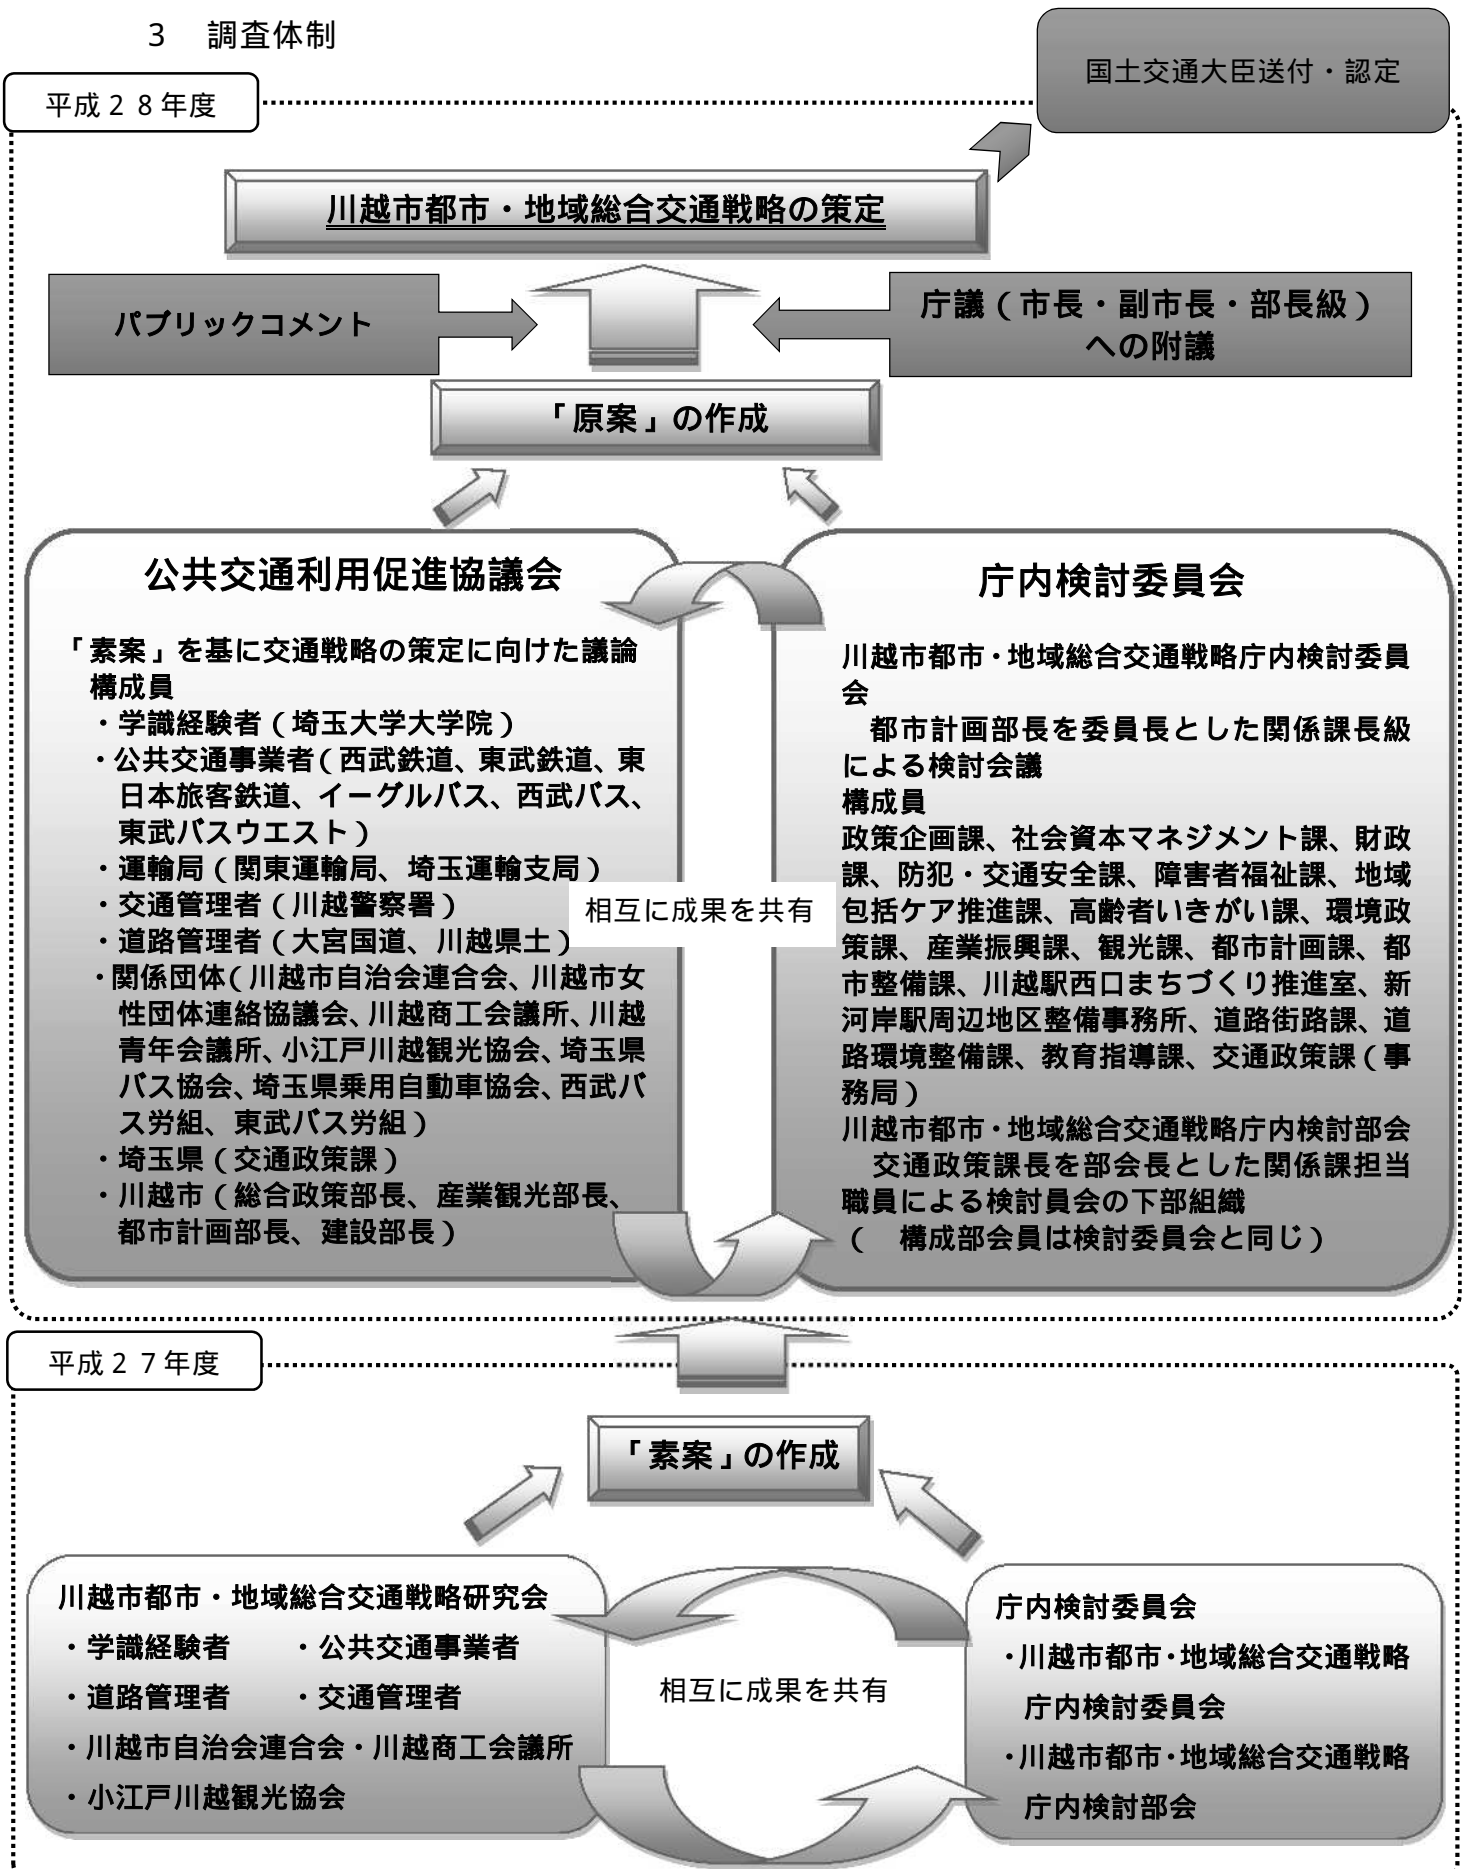 3　調査体制
国土交通大臣送付・認定
平成２８年度
川越市都市・地域総合交通戦略の策定
パブリックコメント
庁議（市長・副市長・部長級）
への附議
「原案」の作成
公共交通利用促進協議会
「素案」を基に交通戦略の策定に向けた議論
構成員
・学識経験者（埼玉大学大学院）
・公共交通事業者（西武鉄道、東武鉄道、東
日本旅客鉄道、イーグルバス、西武バス、
東武バスウエスト）
・運輸局（関東運輸局、埼玉運輸支局）
・交通管理者（川越警察署）
・道路管理者（大宮国道、川越県土）
・関係団体（川越市自治会連合会、川越市女
性団体連絡協議会、川越商工会議所、川越
青年会議所、小江戸川越観光協会、埼玉県
バス協会、埼玉県乗用自動車協会、西武バ
ス労組、東武バス労組）
・埼玉県（交通政策課）
・川越市（総合政策部長、産業観光部長、
都市計画部長、建設部長）
相互に成果を共有
庁内検討委員会
川越市都市・地域総合交通戦略庁内検討委員
会
都市計画部長を委員長とした関係課長級
による検討会議
構成員
政策企画課、社会資本マネジメント課、財政
課、防犯・交通安全課、障害者福祉課、地域
包括ケア推進課、高齢者いきがい課、環境政
策課、産業振興課、観光課、都市計画課、都
市整備課、川越駅西口まちづくり推進室、新
河岸駅周辺地区整備事務所、道路街路課、道
路環境整備課、教育指導課、交通政策課（事
務局）
川越市都市・地域総合交通戦略庁内検討部会
交通政策課長を部会長とした関係課担当
職員による検討員会の下部組織
（　構成部会員は検討委員会と同じ）
平成２７年度
「素案」の作成
川越市都市・地域総合交通戦略研究会
・学識経験者　　・公共交通事業者
・道路管理者　　・交通管理者
・川越市自治会連合会・川越商工会議所
・小江戸川越観光協会
相互に成果を共有
庁内検討委員会
・川越市都市・地域総合交通戦略
庁内検討委員会
・川越市都市・地域総合交通戦略
庁内検討部会